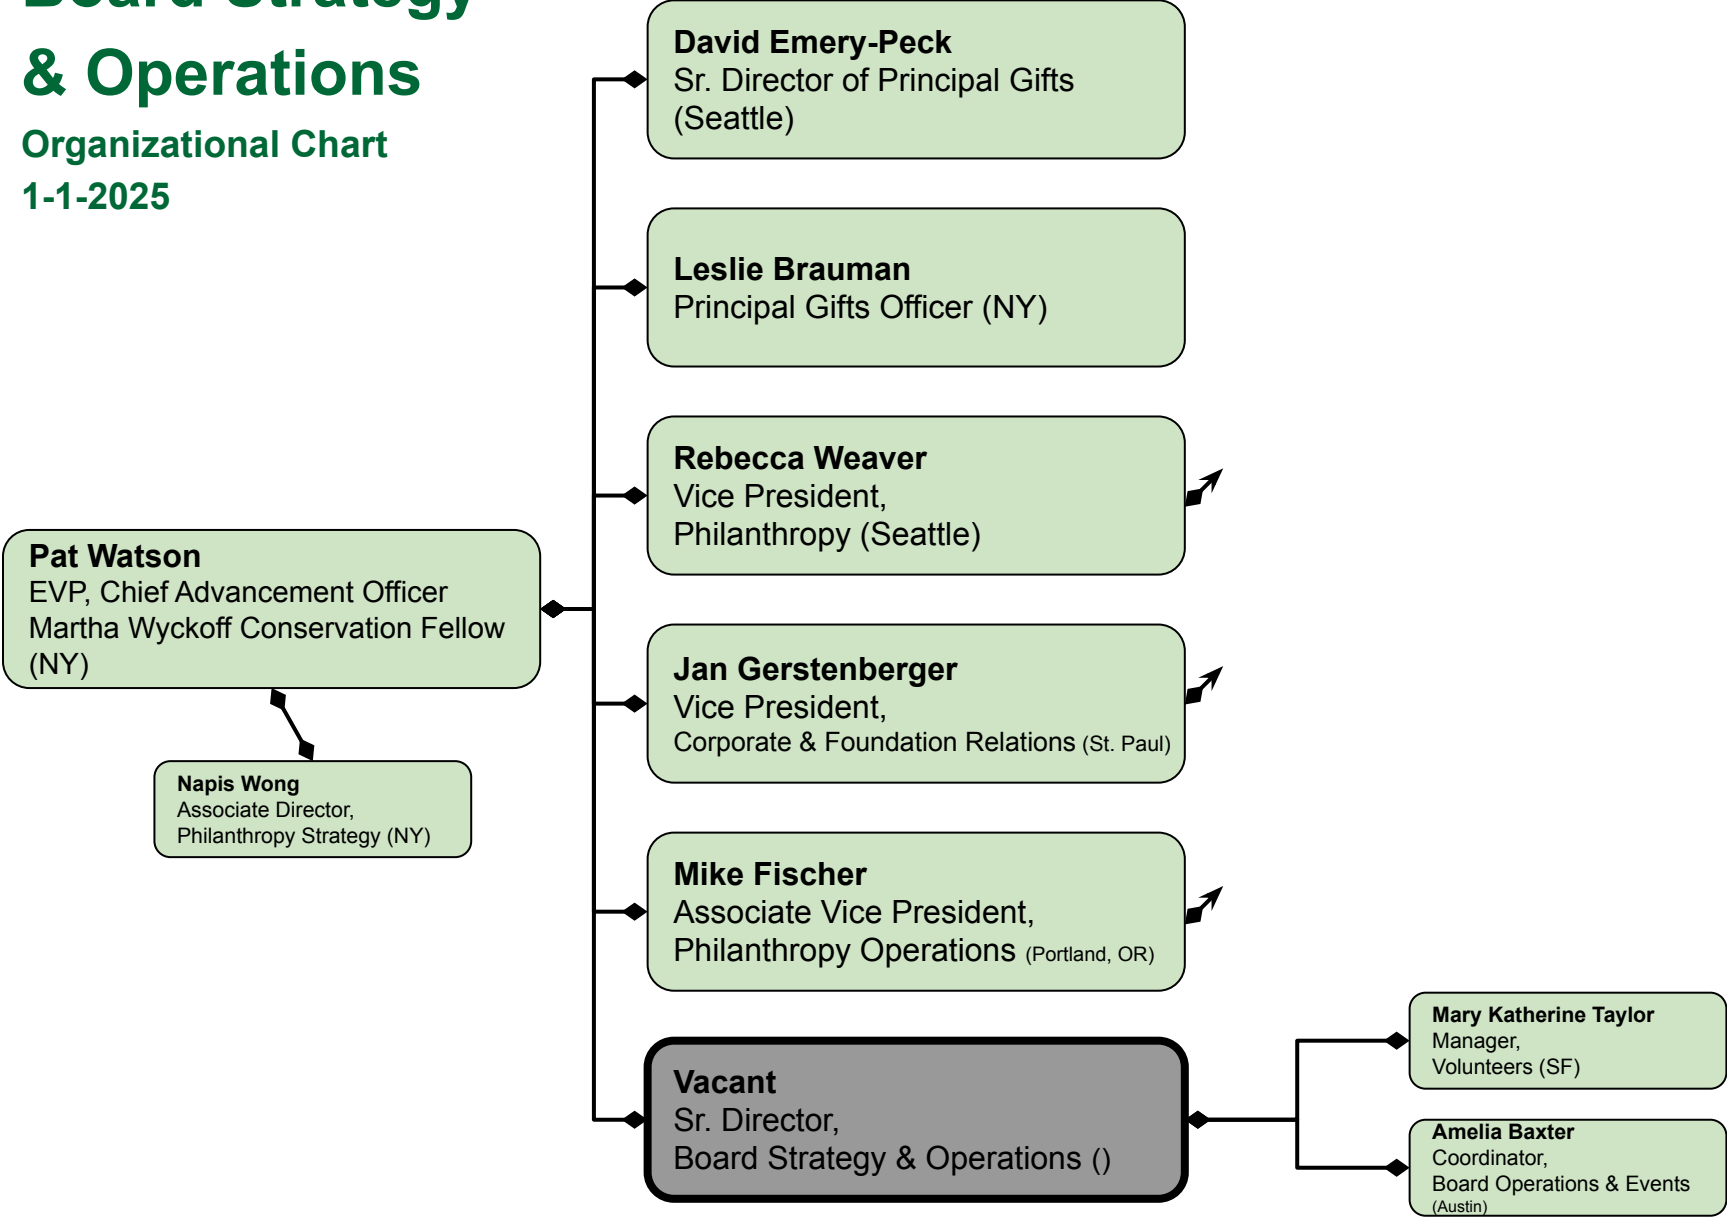 Board Strategy
& Operations
Organizational Chart
1-1-2025
David Emery-Peck
Sr. Director of Principal Gifts
(Seattle)
Leslie Brauman
Principal Gifts Officer (NY)
Rebecca Weaver
Vice President,
Philanthropy (Seattle)
Pat Watson
EVP, Chief Advancement Officer
Martha Wyckoff Conservation Fellow
(NY)
Jan Gerstenberger
Vice President,
Corporate & Foundation Relations (St. Paul)
Napis Wong
Associate Director,
Philanthropy Strategy (NY)
Mike Fischer
Associate Vice President,
Philanthropy Operations (Portland, OR)
Vacant
Sr. Director,
Board Strategy & Operations ()
Mary Katherine Taylor
Manager,
Volunteers (SF)
Amelia Baxter
Coordinator,
Board Operations & Events
(Austin)